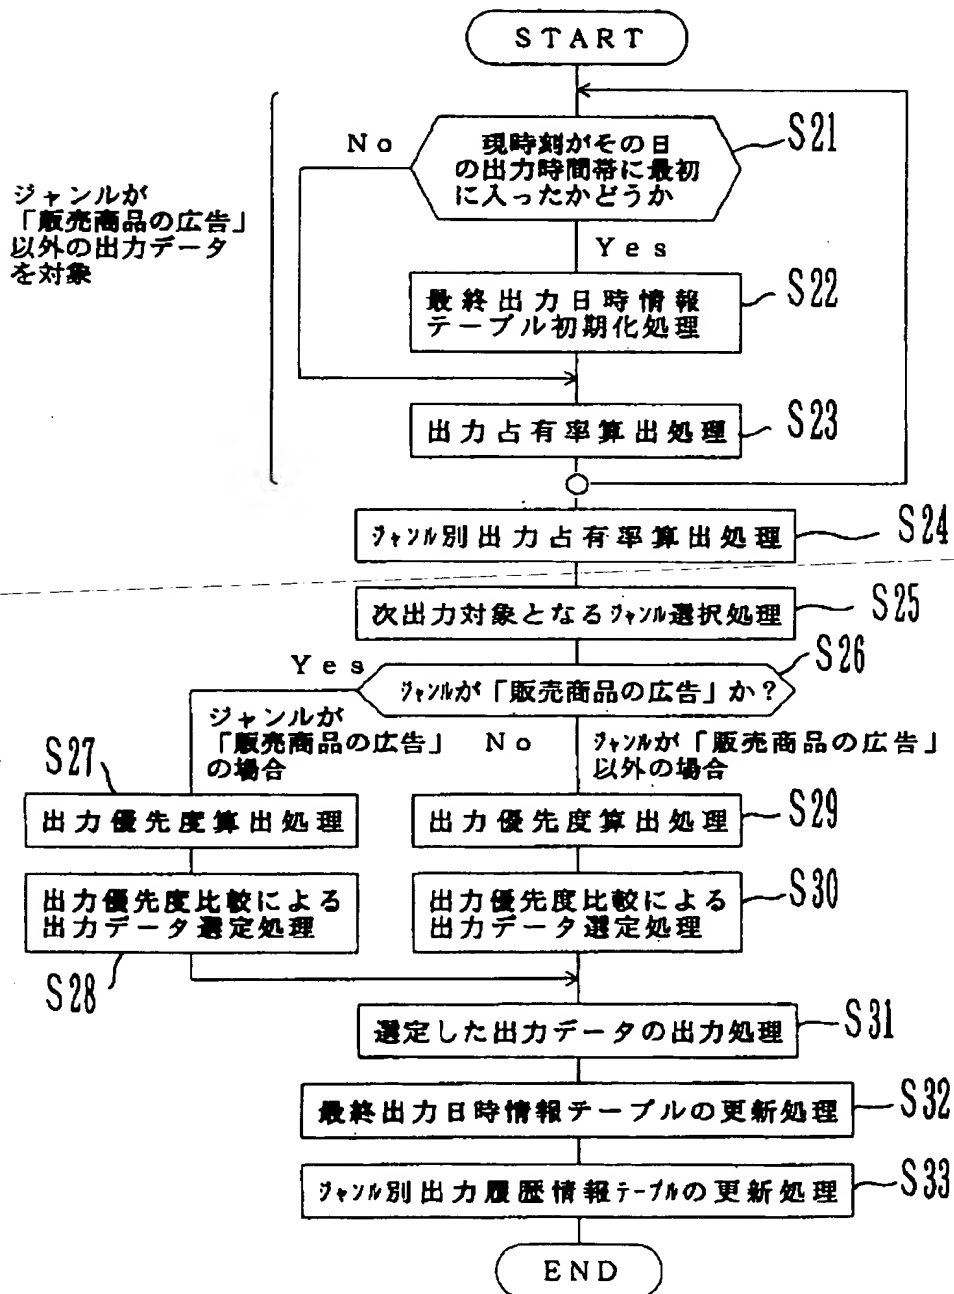 START
S21
No
現時刻がその日
の出力時間帯に最初
に入ったかどうか
ジャンルが
「販売商品の広告」
以外の出力データ
を対象
Yes
S22
最終出力日時情報
テーブル初期化処理
S23
出力占有率算出処理
S24
ジャンル別出力占有率算出処理
S25
次出力対象となるジャンル選択処理
S26
Yes
ジャンルが「販売商品の広告」か?
ジャンルが
「販売商品の広告」
の場合
No
ジャンルが「販売商品の広告」
以外の場合
S27
出力優先度算出処理
出力優先度算出処理
S29
出力優先度比較による
出力データ選定処理
出力優先度比較による
出力データ選定処理
S30
S28
選定した出力データの出力処理
S31
最終出力日時情報テーブルの更新処理
S32
ジャンル別出力履歴情報テーブルの更新処理
S33
END